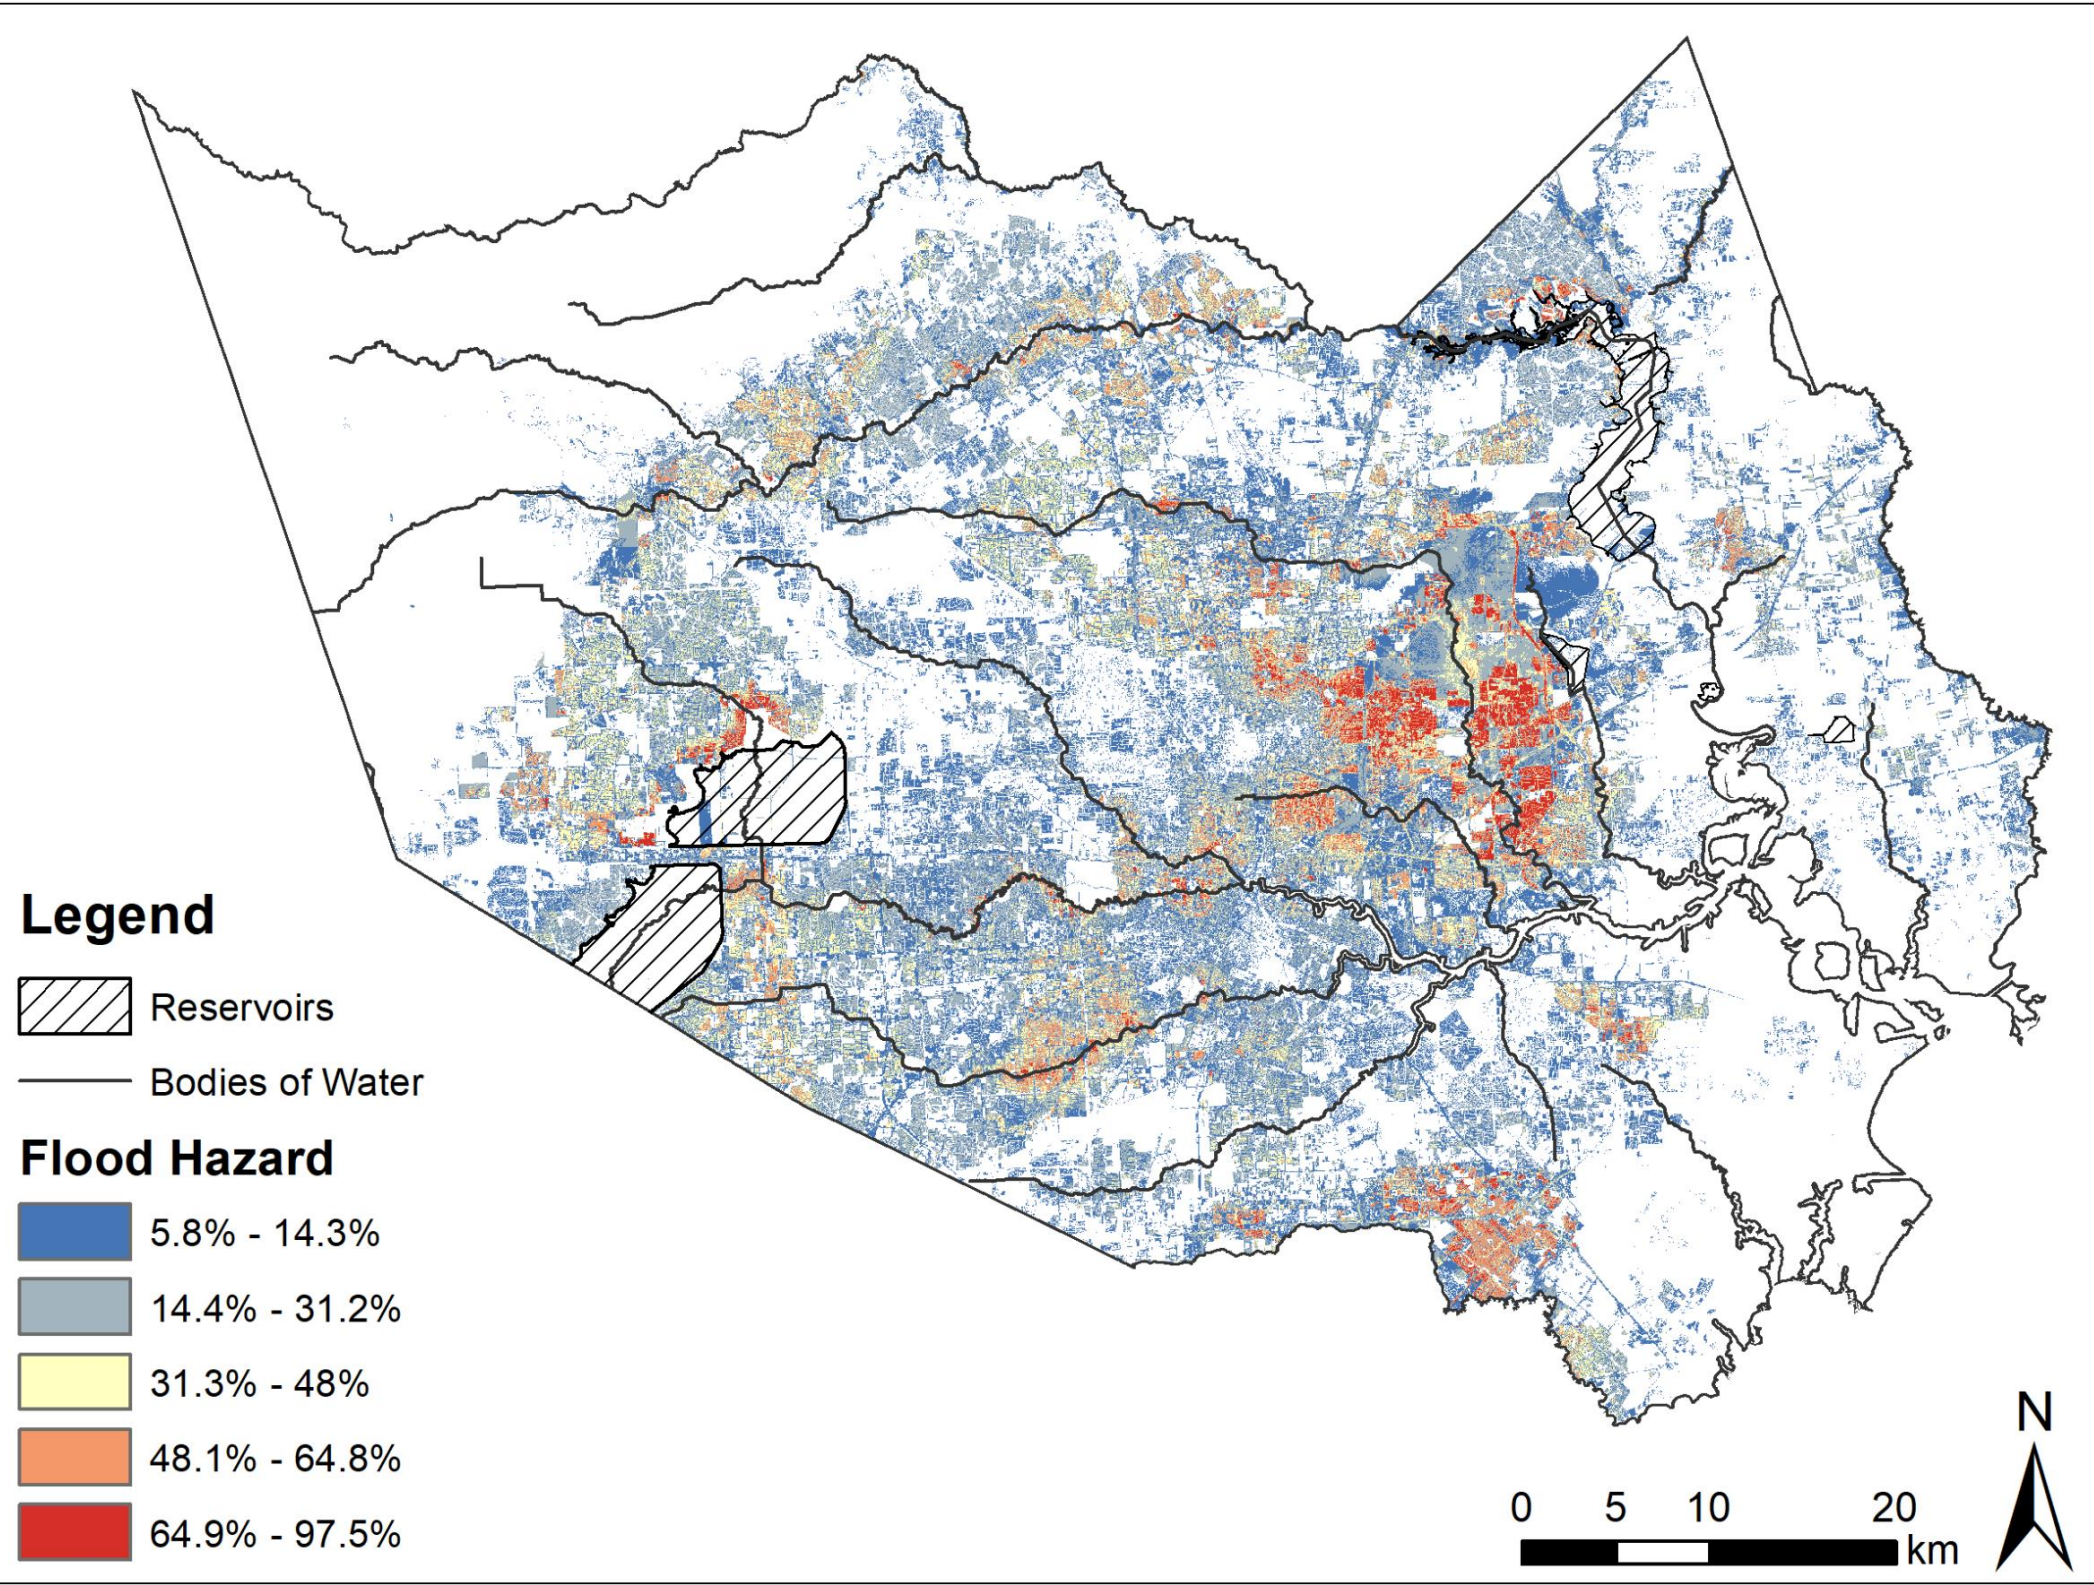 Legend
Reservoirs
Bodies of Water
Flood Hazard
5.8% - 14.3%
14.4% - 31.2%
31.3% - 48%
48.1% - 64.8%
64.9% - 97.5%
N
0 5 10 20
km